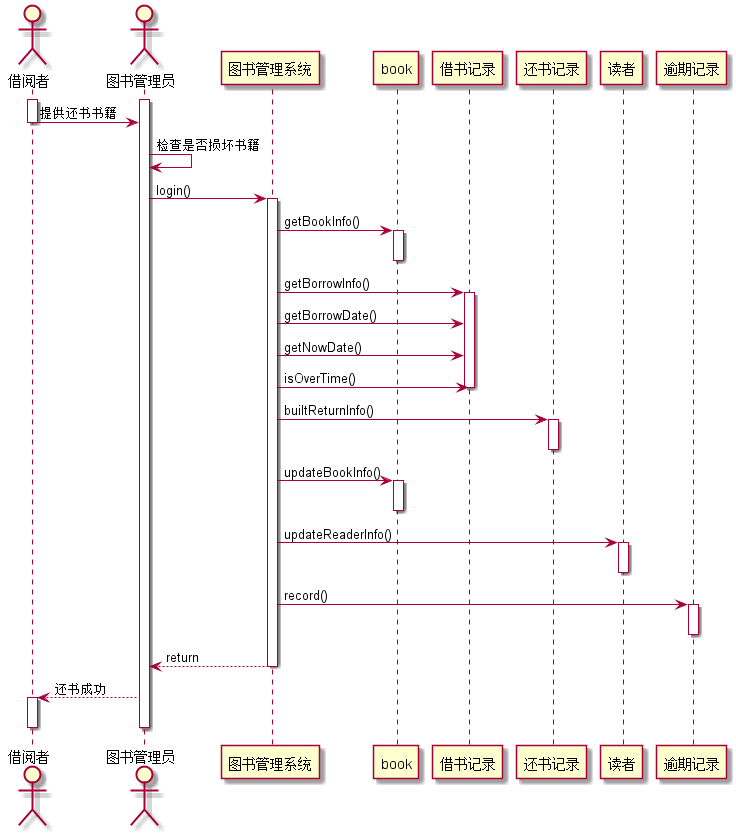 借阅者
图书管理员
图书管理系统
book
借书记录
还书记录
读者
逾期记录
提供还书书籍
检查是否损坏书籍
login()
getBookInfo()
getBorrowInfo()
getBorrowDate()
getNowDate()
isOverTime()
builtReturnInfo()
updateBookInfo()
updateReaderInfo()
record()
return
还书成功
借阅者
图书管理员
图书管理系统
book
借书记录
还书记录
读者
逾期记录